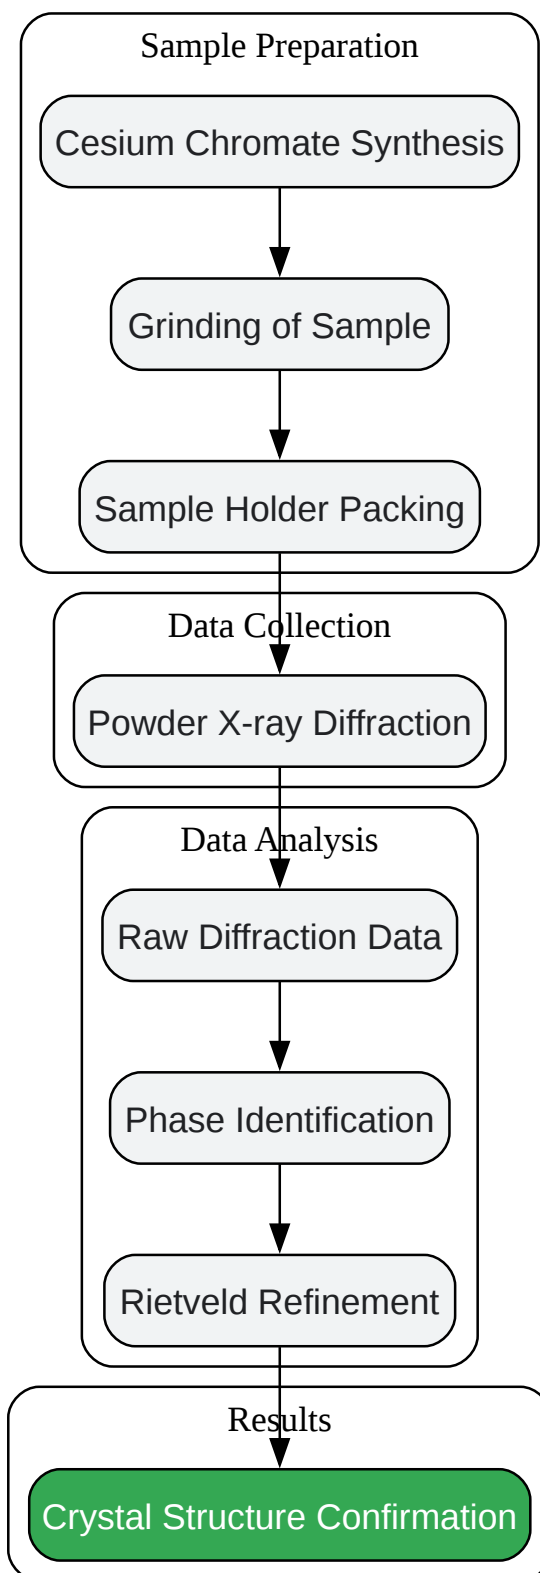 Sample Preparation
Cesium Chromate Synthesis
Grinding of Sample
Sample Holder Packing
Data Collection
Powder X-ray Diffraction
Data Analysis
Raw Diffraction Data
Phase Identification
Rietveld Refinement
Results
Crystal Structure Confirmation